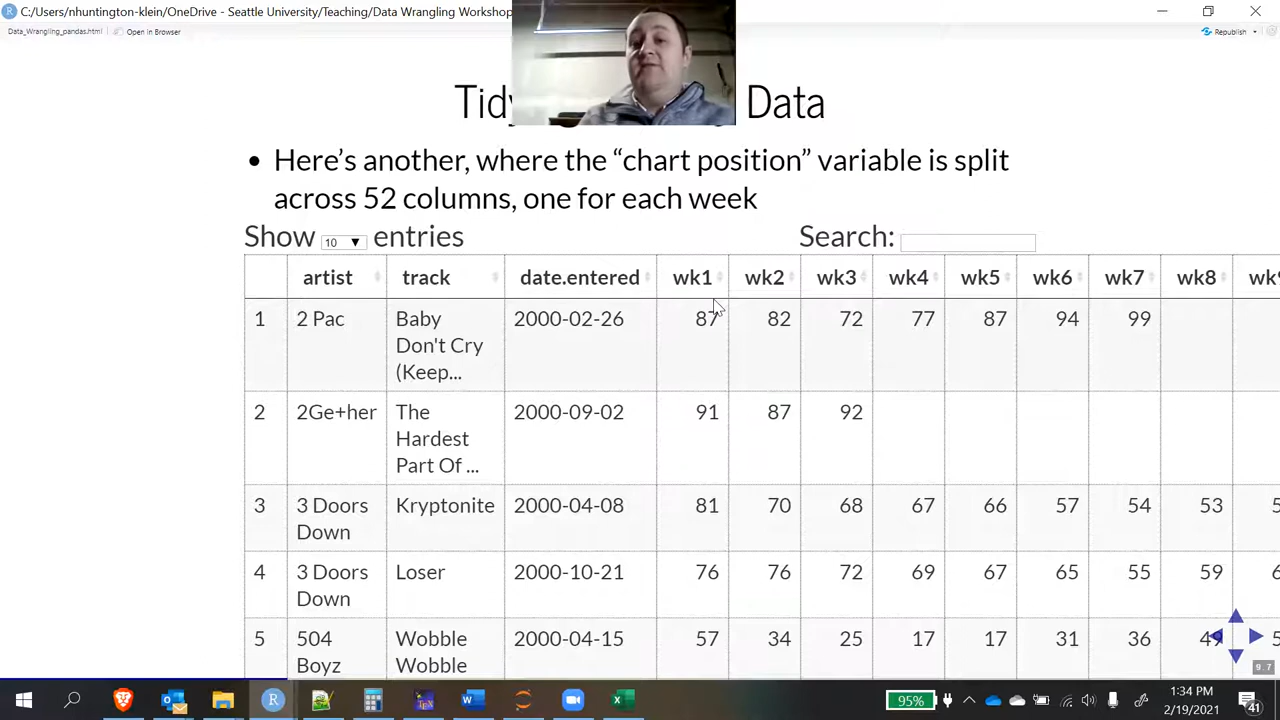 C:/Users/nhuntington-klein/OneDrive - Seattle University/Teaching/Data Wrangling Workshop
Data_Wrangling_pandas.html Open in Browser Republish
Data
Here's another, where the “chart position” variable is split
across 52 columns, one for each week
Show 10 entries Search:
artist track date.entered wk1 wk2 wk3 wk4 wk5 wk6 wk7 wk8
1 2 Pac Baby 2000-02-26 87 82 72 77 87 94 99
Don't Cry
(Keep...
2 2Ge+her The 2000-09-02 91 87 92
Hardest
Part Of ...
3 3 Doors Kryptonite 2000-04-08 81 70 68 67 66 57 54 53
Down
4 3 Doors Loser 2000-10-21 76 76 72 69 67 65 55 59
Down
5 504 Wobble 2000-04-15 57 34 25 17 17 31 36
Boyz Wobble
9.7
95% 1:34 PM
2/19/2021 41